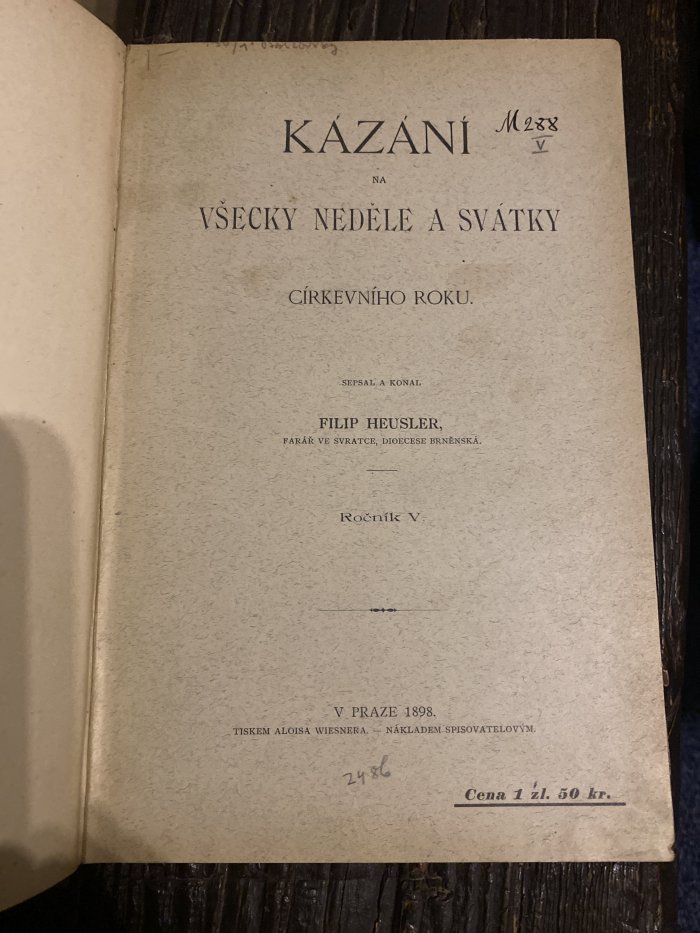 KÁZÁNÍ
M 288
V
NA
VŠECKY NEDĚLE A SVÁTKY
CÍRKEVNÍHO ROKU.
SEPSAL A KONAL
FILIP HEUSLER,
FARÁŘ VE SVRATCE, DIOECESE BRNĚNSKÁ.
Ročník V.
V PRAZE 1898.
TISKEM ALOISA WIESNERA. — NÁKLADEM SPISOVATELOVÝM.
2486
Cena 1 zl. 50 kr.